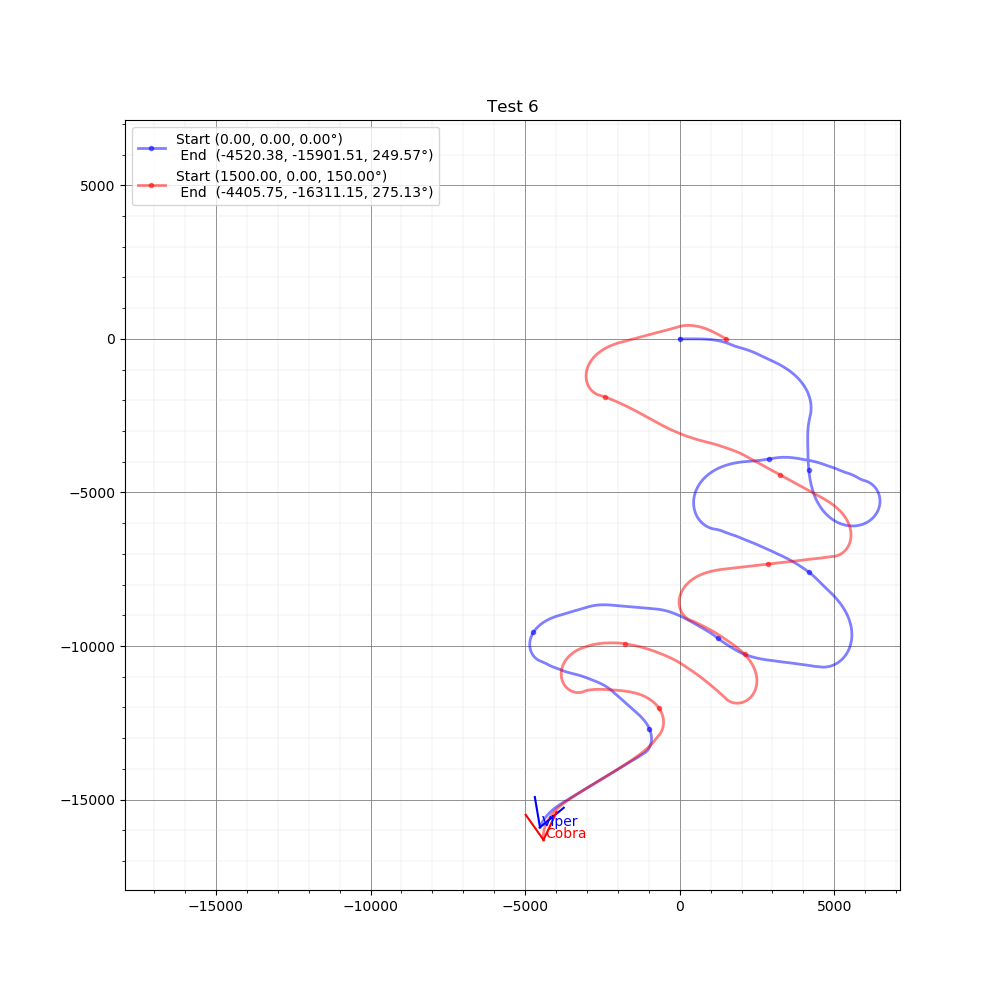 Test 6
Start (0.00, 0.00, 0.00°)
End (-4520.38, -15901.51, 249.57°)
Start (1500.00, 0.00, 150.00°)
End (-4405.75, -16311.15, 275.13°)
5000
0
−5000
−10000
−15000
Viper
Cobra
−15000 −10000 −5000 0 5000